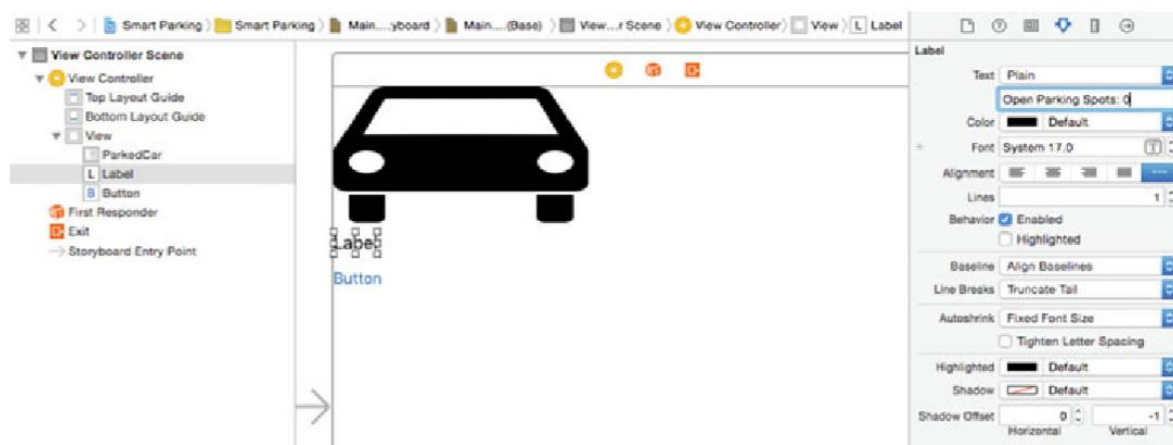 Smart Parking Smart Parking Main....yboard Main....(Base) View...r Scene View Controller View L Label
View Controller Scene
View Controller
Top Layout Guide
Bottom Layout Guide
View
ParkedCar
L Label
B Button
First Responder
Exit
Storyboard Entry Point
Label
Button
Label
Text Plain
Open Parking Spots: 0
Color Default
Font System 17.0
Alignment
Lines 1
Behavior Enabled
Highlighted
Baseline Align Baselines
Line Breaks Truncate Tail
Autoshrink Fixed Font Size
Tighten Letter Spacing
Highlighted Default
Shadow Default
Shadow Offset 0 -1
Horizontal Vertical